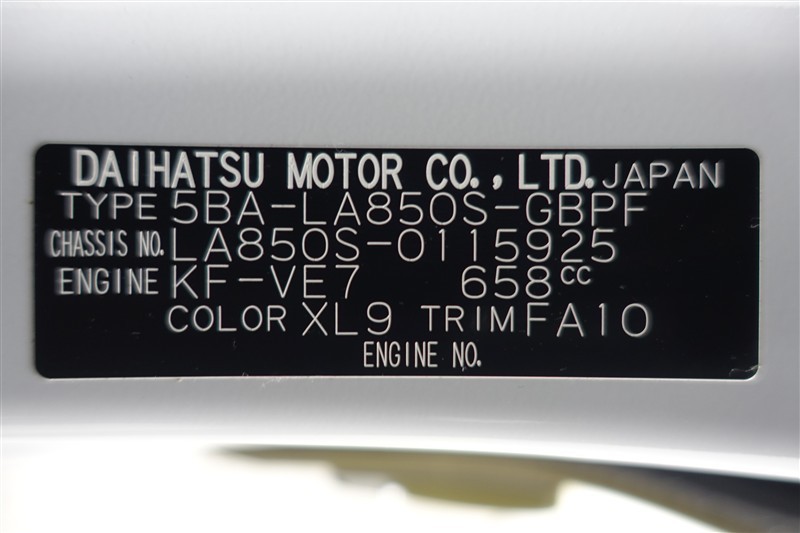 DAIHATSU MOTOR CO., LTD. JAPAN
TYPE 5BA-LA850S-GBPF
CHASSIS NO. LA850S-0115925
ENGINE KF-VE7 658cc
COLOR XL9 TRIM FA10
ENGINE NO.